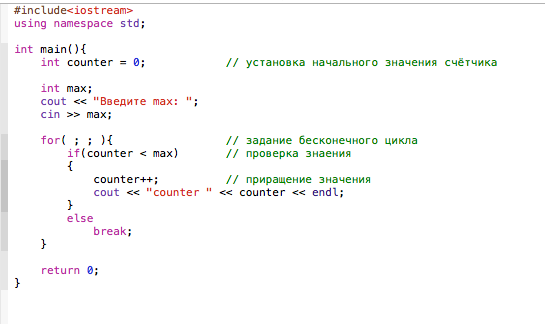 #include<iostream>
using namespace std;
int main(){
int counter = 0; // установка начального значения счётчика
int max;
cout << "Введите max: ";
cin >> max;
for( ; ; ){ // задание бесконечного цикла
if(counter < max) // проверка знаения
{
counter++; // приращение значения
cout << "counter " << counter << endl;
}
else
break;
}
return 0;
}